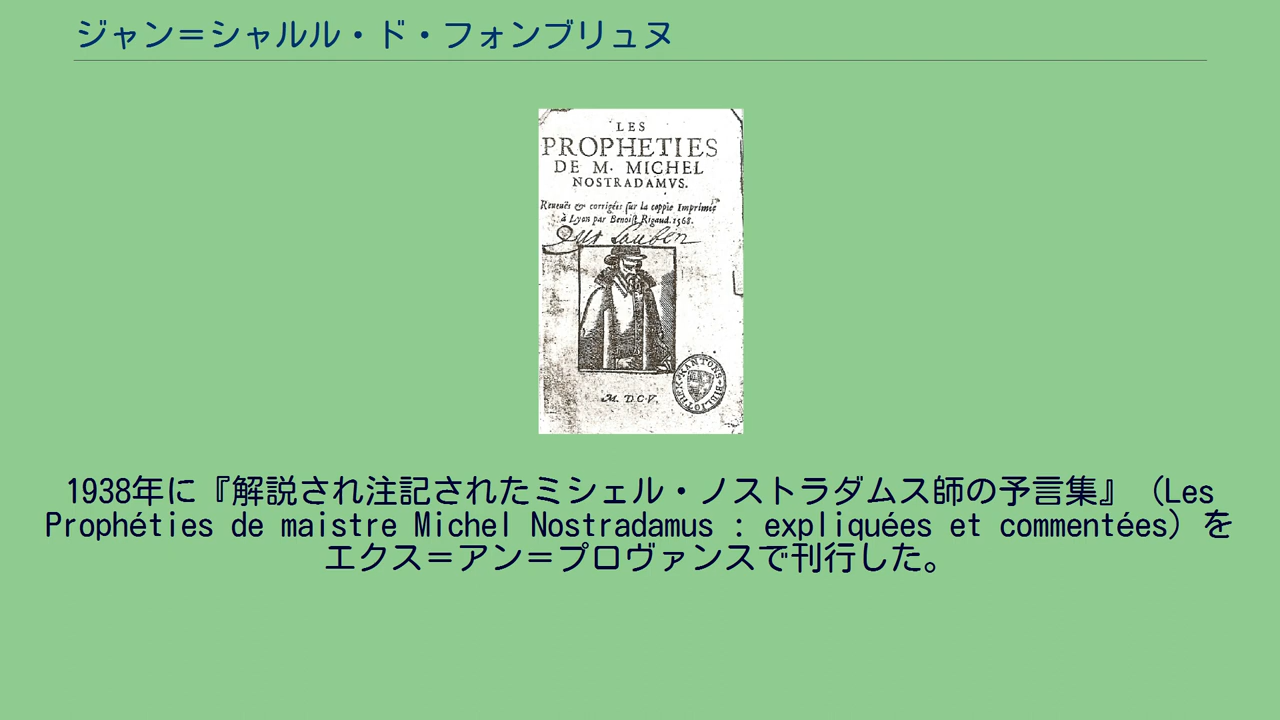 ジャン＝シャルル・ド・フォンブリュヌ
LES
PROPHETIES
DE M. MICHEL
NOSTRADAMVS.
Reueuës & corrigées sur la coppie Imprimée
à Lyon par Benoist Rigaud. 1568.
M. DCV.
1938年に『解説され注記されたミシェル・ノストラダムス師の予言集』（Les
Prophéties de maistre Michel Nostradamus : expliquées et commentées）を
エクス＝アン＝プロヴァンスで刊行した。